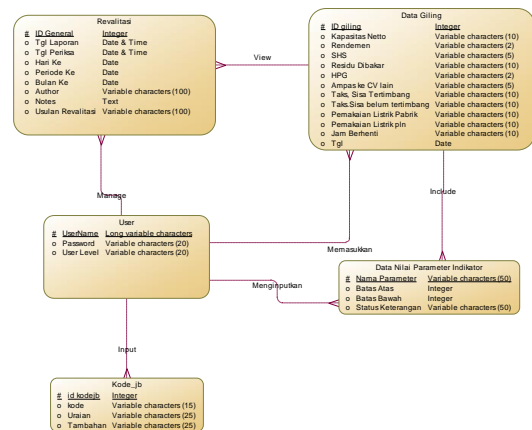 Revalitasi
# ID General Integer
o Tgl Laporan Date & Time
o Tgl Periksa Date & Time
o Hari Ke Date
o Periode Ke Date
o Bulan Ke Date
o Author Variable characters (100)
o Notes Text
o Usulan Revalitasi Variable characters (100)
View
Data Giling
# ID giling Integer
o Kapasitas Netto Variable characters (10)
o Rendemen Variable characters (2)
o SHS Variable characters (5)
o Residu Dibakar Variable characters (10)
o HPG Variable characters (2)
o Ampas ke CV lain Variable characters (5)
o Taks, Sisa Tertimbang Variable characters (10)
o Taks.Sisa belum tertimbang Variable characters (10)
o Pemakaian Listrik Pabrik Variable characters (10)
o Pemakaian Listrik pln Variable characters (10)
o Jam Berhenti Variable characters (10)
o Tgl Date
Manage
Include
User
# UserName Long variable characters
o Password Variable characters (20)
o User Level Variable characters (20)
Memasukkan
Menginputkan
Data Nilai Parameter Indikator
# Nama Parameter Variable characters (50)
o Batas Atas Integer
o Batas Bawah Integer
o Status Keterangan Variable characters (50)
Input
Kode_jb
# id kodejb Integer
o kode Variable characters (15)
o Uraian Variable characters (25)
o Tambahan Variable characters (25)